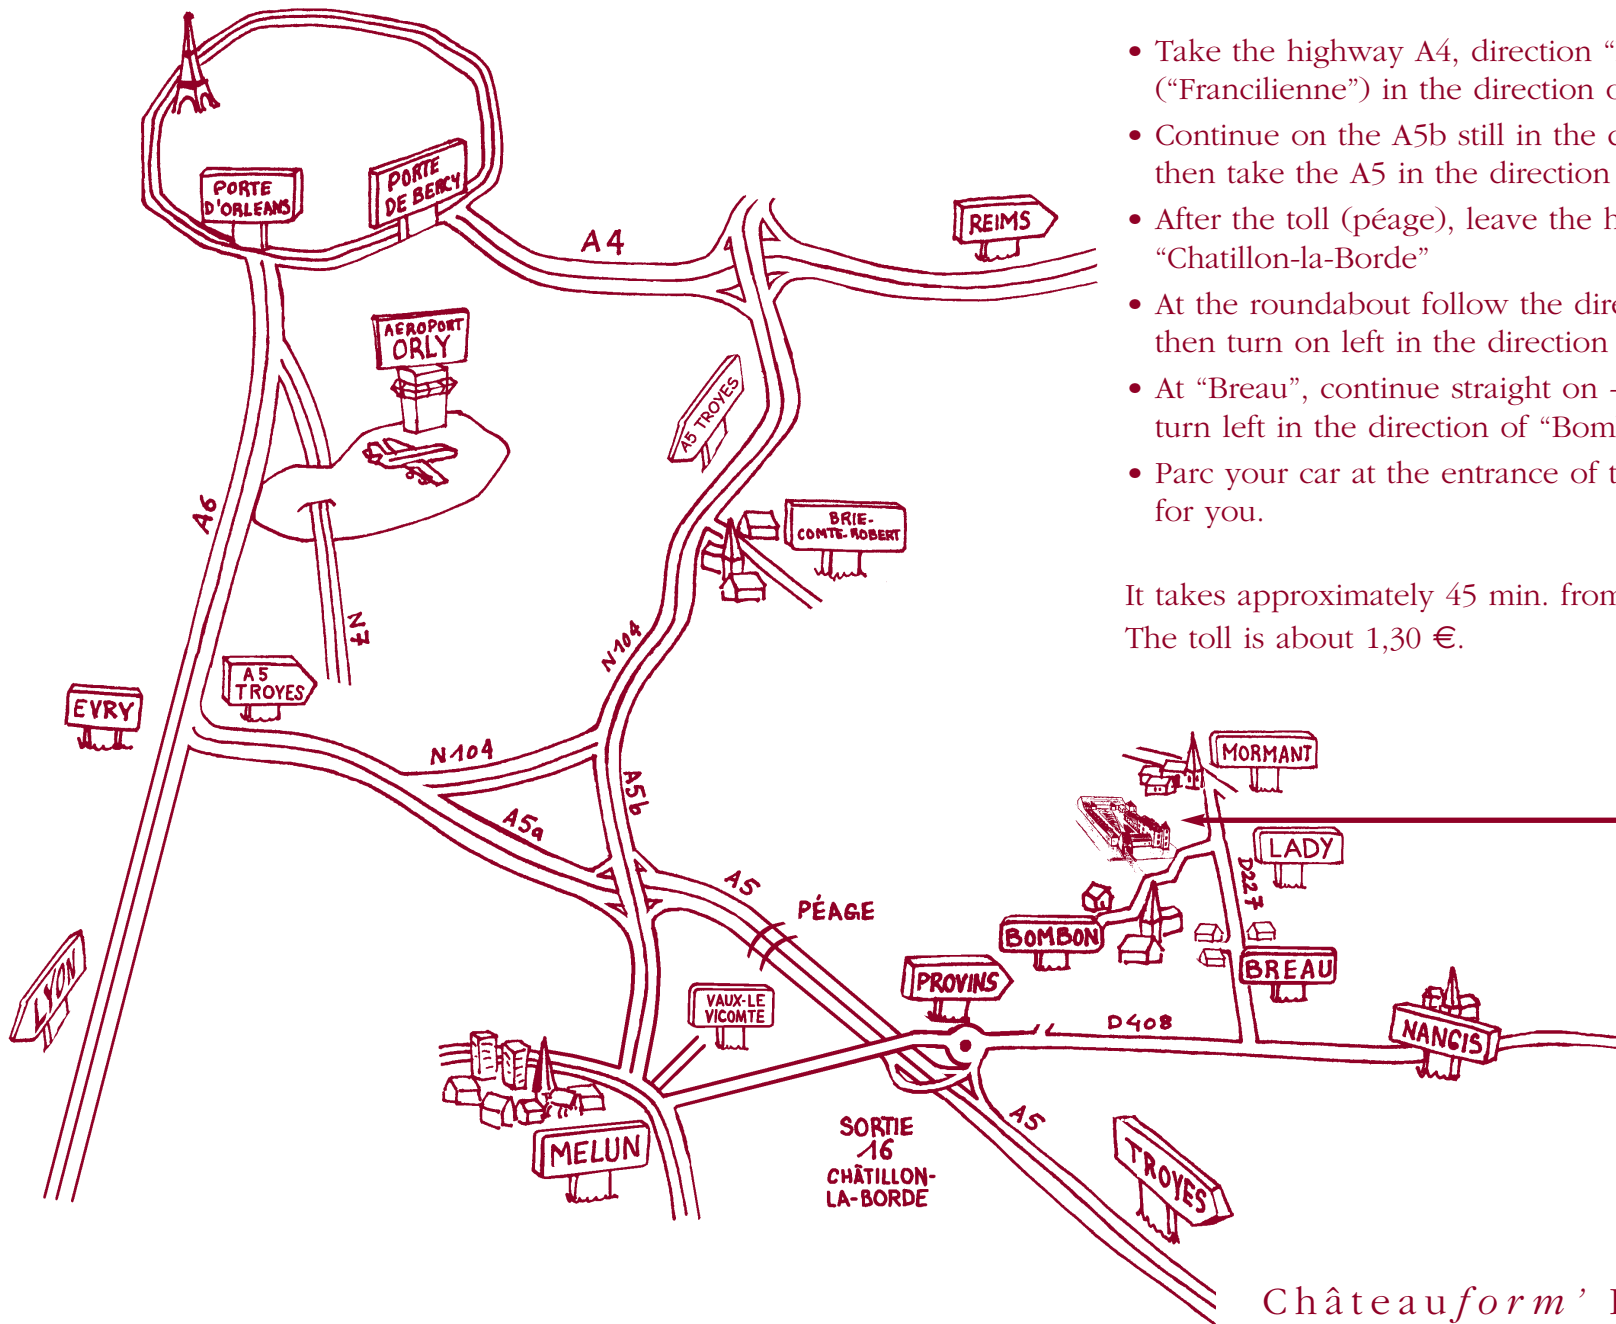 • Take the highway A4, direction “
(“Francilienne”) in the direction o
• Continue on the A5b still in the
then take the A5 in the direction
• After the toll (péage), leave the
“Chatillon-la-Borde”
• At the roundabout follow the
then turn on left in the direction
• At “Breau”, continue straight on -
turn left in the direction of “Bom
• Parc your car at the entrance of
for you.
It takes approximately 45 min. from
The toll is about 1,30 €.
PORTE
D'ORLEANS
PORTE
DE BERCY
A4
REIMS
AEROPORT
ORLY
A5 TROYES
A6
BRIE-
COMTE-ROBERT
N7
N104
A5
TROYES
EVRY
N104
A5b
A5a
MORMANT
LADY
D227
A5
PÉAGE
BOMBON
BREAU
LYON
PROVINS
VAUX-LE
VICOMTE
D408
NANGIS
MELUN
SORTIE
16
CHÂTILLON-
LA-BORDE
A5
TROYES
Châteauform’